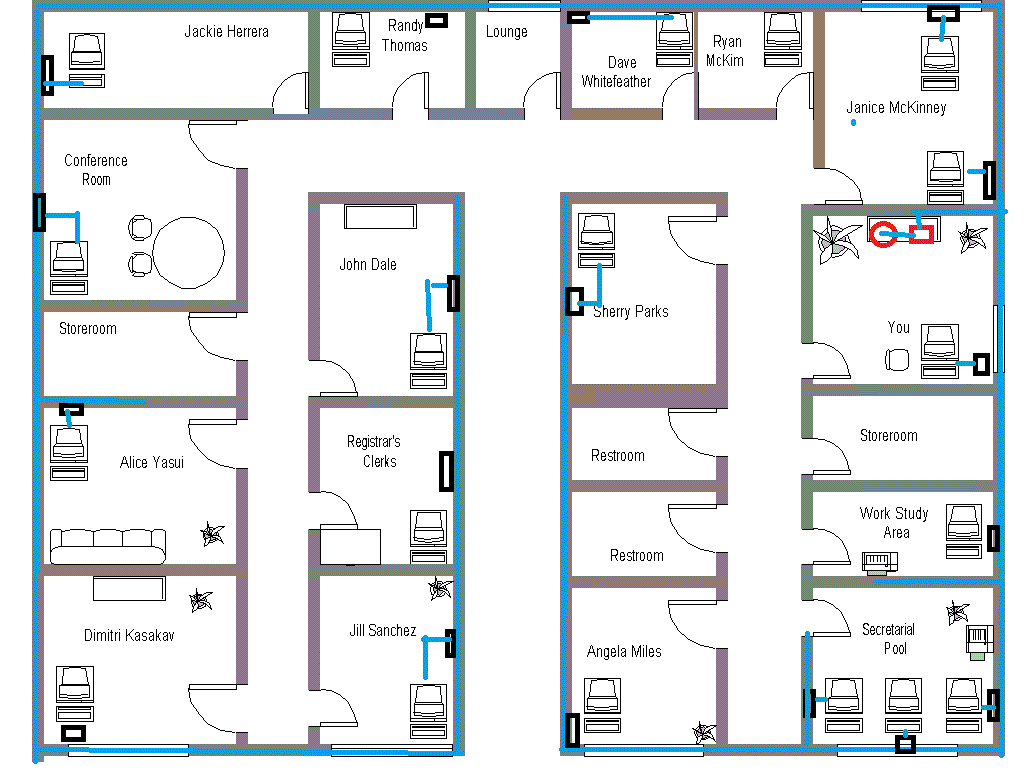 Jackie Herrera
Randy
Thomas
Lounge
Dave
Whitefeather
Ryan
McKim
Janice McKinney
Conference
Room
John Dale
Sherry Parks
You
Storeroom
Alice Yasui
Registrar's
Clerks
Restroom
Storeroom
Work Study
Area
Restroom
Dimitri Kasakav
Jill Sanchez
Angela Miles
Secretarial
Pool